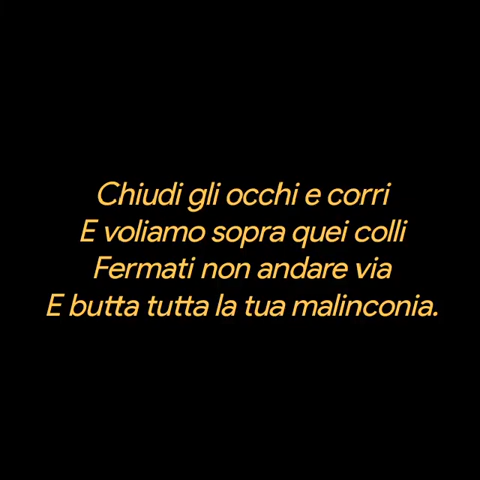 Chiudi gli occhi e corri
E voliamo sopra quei colli
Fermati non andare via
E butta tutta la tua malinconia.